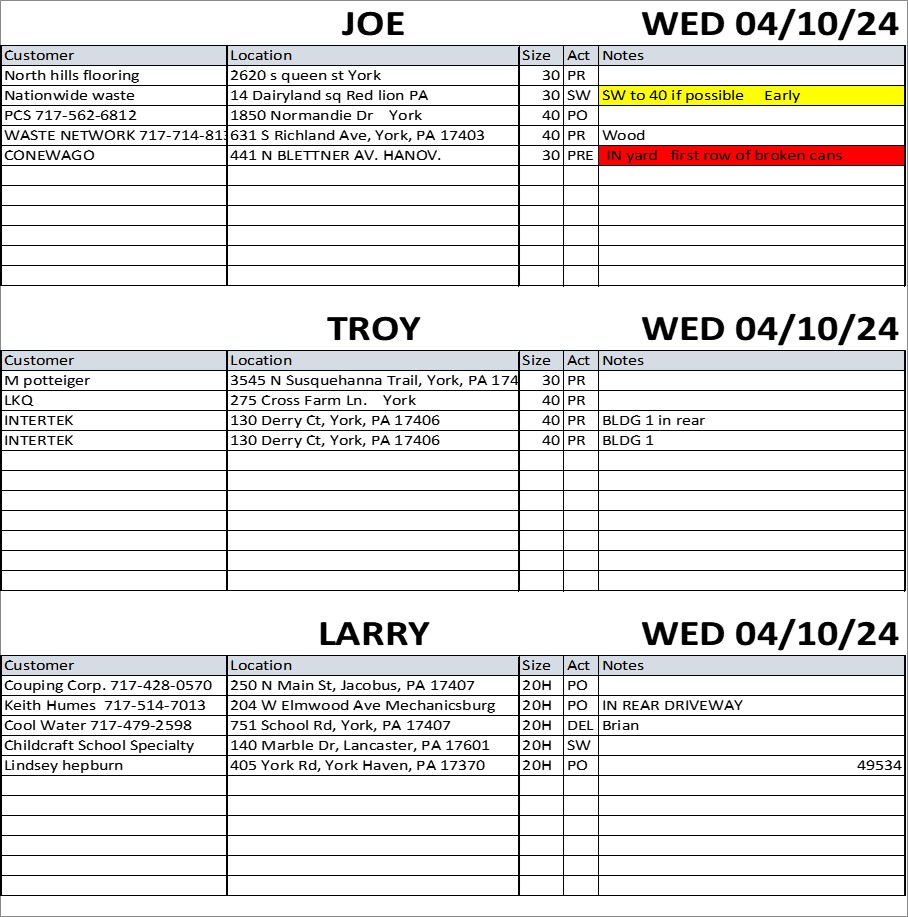 JOE WED 04/10/24
Customer Location Size Act Notes
North hills flooring 2620 s queen st York 30 PR
Nationwide waste 14 Dairyland sq Red lion PA 30 SW SW to 40 if possible Early
PCS 717-562-6812 1850 Normandie Dr York 40 PO
WASTE NETWORK 717-714-813 631 S Richland Ave, York, PA 17403 40 PR Wood
CONEWAGO 441 N BLETTNER AV. HANOV. 30 PRE IN yard first row of broken cans
TROY WED 04/10/24
Customer Location Size Act Notes
M potteiger 3545 N Susquehanna Trail, York, PA 174 30 PR
LKQ 275 Cross Farm Ln. York 40 PR
INTERTEK 130 Derry Ct, York, PA 17406 40 PR BLDG 1 in rear
INTERTEK 130 Derry Ct, York, PA 17406 40 PR BLDG 1
LARRY WED 04/10/24
Customer Location Size Act Notes
Couping Corp. 717-428-0570 250 N Main St, Jacobus, PA 17407 20H PO
Keith Humes 717-514-7013 204 W Elmwood Ave Mechanicsburg 20H PO IN REAR DRIVEWAY
Cool Water 717-479-2598 751 School Rd, York, PA 17407 20H DEL Brian
Childcraft School Specialty 140 Marble Dr, Lancaster, PA 17601 20H SW
Lindsey hepburn 405 York Rd, York Haven, PA 17370 20H PO 49534